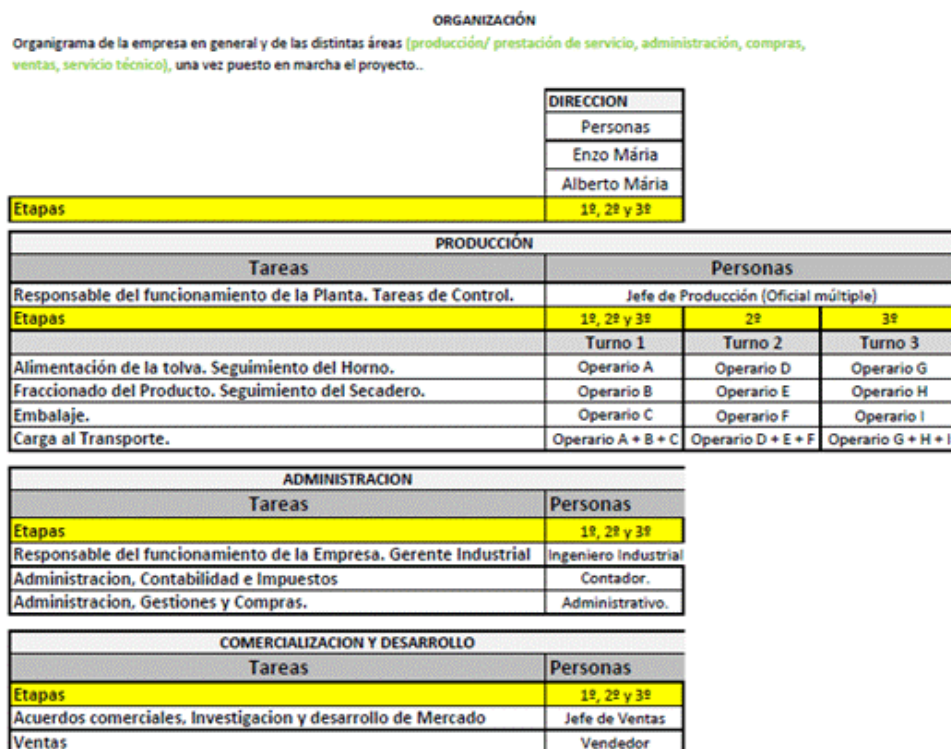 ORGANIZACIÓN
Organigrama de la empresa en general y de las distintas áreas (producción/ prestación de servicio, administración, compras,
ventas, servicio técnico), una vez puesto en marcha el proyecto..
DIRECCION
Personas
Enzo Mária
Alberto Mária
Etapas 1º, 2º y 3º
PRODUCCIÓN
Tareas Personas
Responsable del funcionamiento de la Planta. Tareas de Control. Jefe de Producción (Oficial múltiple)
Etapas 1º, 2º y 3º 2º 3º
Turno 1 Turno 2 Turno 3
Alimentación de la tolva. Seguimiento del Horno. Operario A Operario D Operario G
Fraccionado del Producto. Seguimiento del Secadero. Operario B Operario E Operario H
Embalaje. Operario C Operario F Operario I
Carga al Transporte. Operario A + B + C Operario D + E + F Operario G + H + I
ADMINISTRACION
Tareas Personas
Etapas 1º, 2º y 3º
Responsable del funcionamiento de la Empresa. Gerente Industrial Ingeniero Industrial
Administracion, Contabilidad e Impuestos Contador.
Administracion, Gestiones y Compras. Administrativo.
COMERCIALIZACION Y DESARROLLO
Tareas Personas
Etapas 1º, 2º y 3º
Acuerdos comerciales, Investigacion y desarrollo de Mercado Jefe de Ventas
Ventas Vendedor